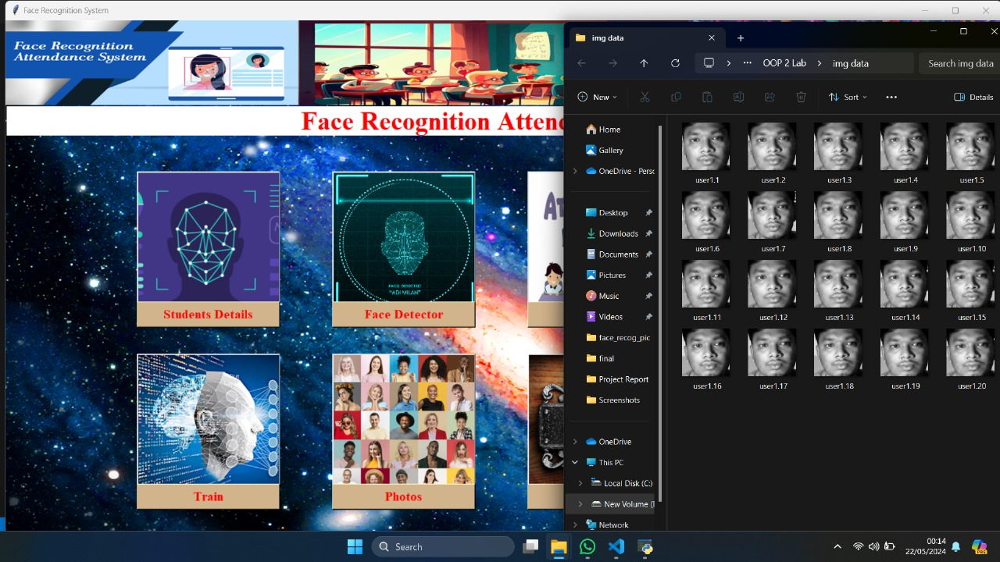 Face Recognition System
Face Recognition
Attendance System
Face Recognition Attend
Students Details
FACE DETECTED
Face Detector
Train
Photos
img data
OOP 2 Lab
img data
Search img data
New
Sort
Details
Home
Gallery
OneDrive - Perso
Desktop
Downloads
Documents
Pictures
Music
Videos
face_recog_pic
final
Project Report
Screenshots
OneDrive
This PC
Local Disk (C:)
New Volume (
Network
user1.1 user1.2 user1.3 user1.4 user1.5
user1.6 user1.7 user1.8 user1.9 user1.10
user1.11 user1.12 user1.13 user1.14 user1.15
user1.16 user1.17 user1.18 user1.19 user1.20
Search
PRE
00:14
22/05/2024